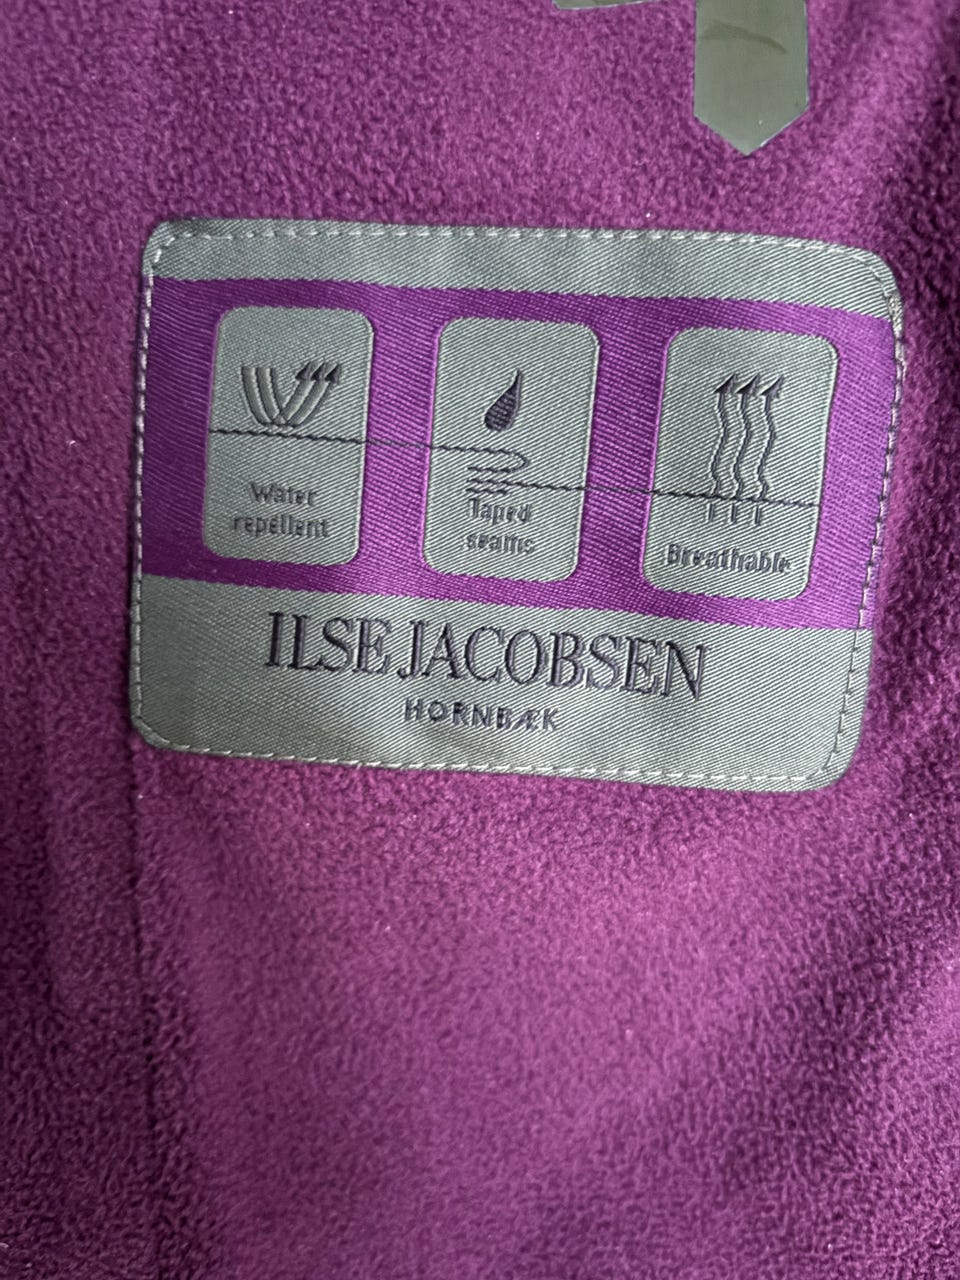 Water
repellent
Taped
seams
Breathable
ILSE JACOBSEN
HORNBÆK